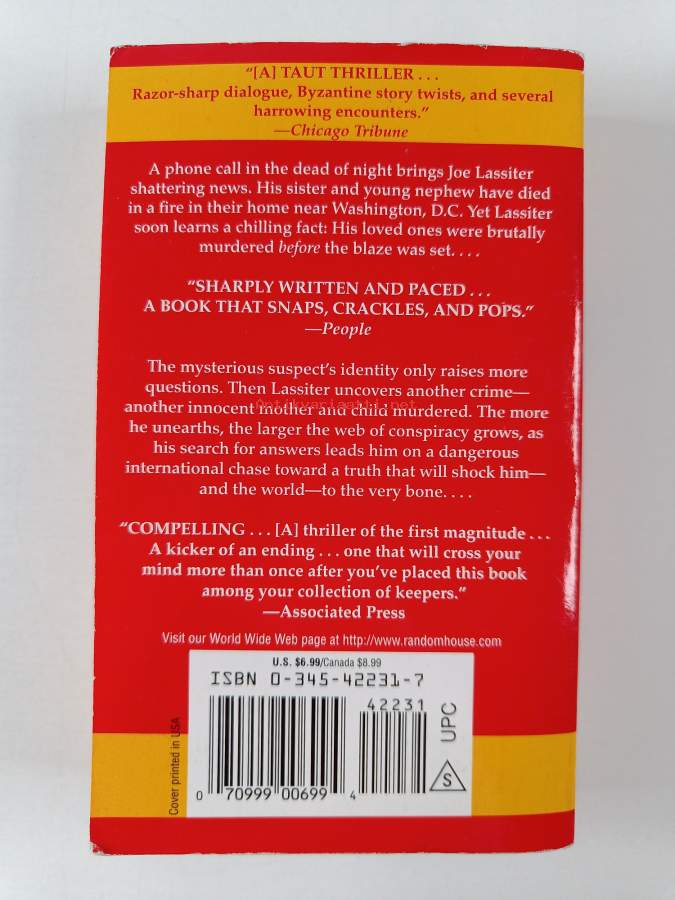 “[A] TAUT THRILLER . . .
Razor-sharp dialogue, Byzantine story twists, and several
harrowing encounters.”
—Chicago Tribune
A phone call in the dead of night brings Joe Lassiter
shattering news. His sister and young nephew have died
in a fire in their home near Washington, D.C. Yet Lassiter
soon learns a chilling fact: His loved ones were brutally
murdered before the blaze was set. . . .
“SHARPLY WRITTEN AND PACED . . .
A BOOK THAT SNAPS, CRACKLES, AND POPS.”
—People
The mysterious suspect’s identity only raises more
questions. Then Lassiter uncovers another crime—
another innocent mother and child murdered. The more
Antikvariaatti.net
he unearths, the larger the web of conspiracy grows, as
his search for answers leads him on a dangerous
international chase toward a truth that will shock him—
and the world—to the very bone. . . .
“COMPELLING . . . [A] thriller of the first magnitude . . .
A kicker of an ending . . . one that will cross your
mind more than once after you’ve placed this book
among your collection of keepers.”
—Associated Press
Visit our World Wide Web page at http://www.randomhouse.com
U.S. $6.99/Canada $8.99
ISBN 0-345-42231-7
42231
0 70999 00699 4
UPC
S
Cover printed in USA